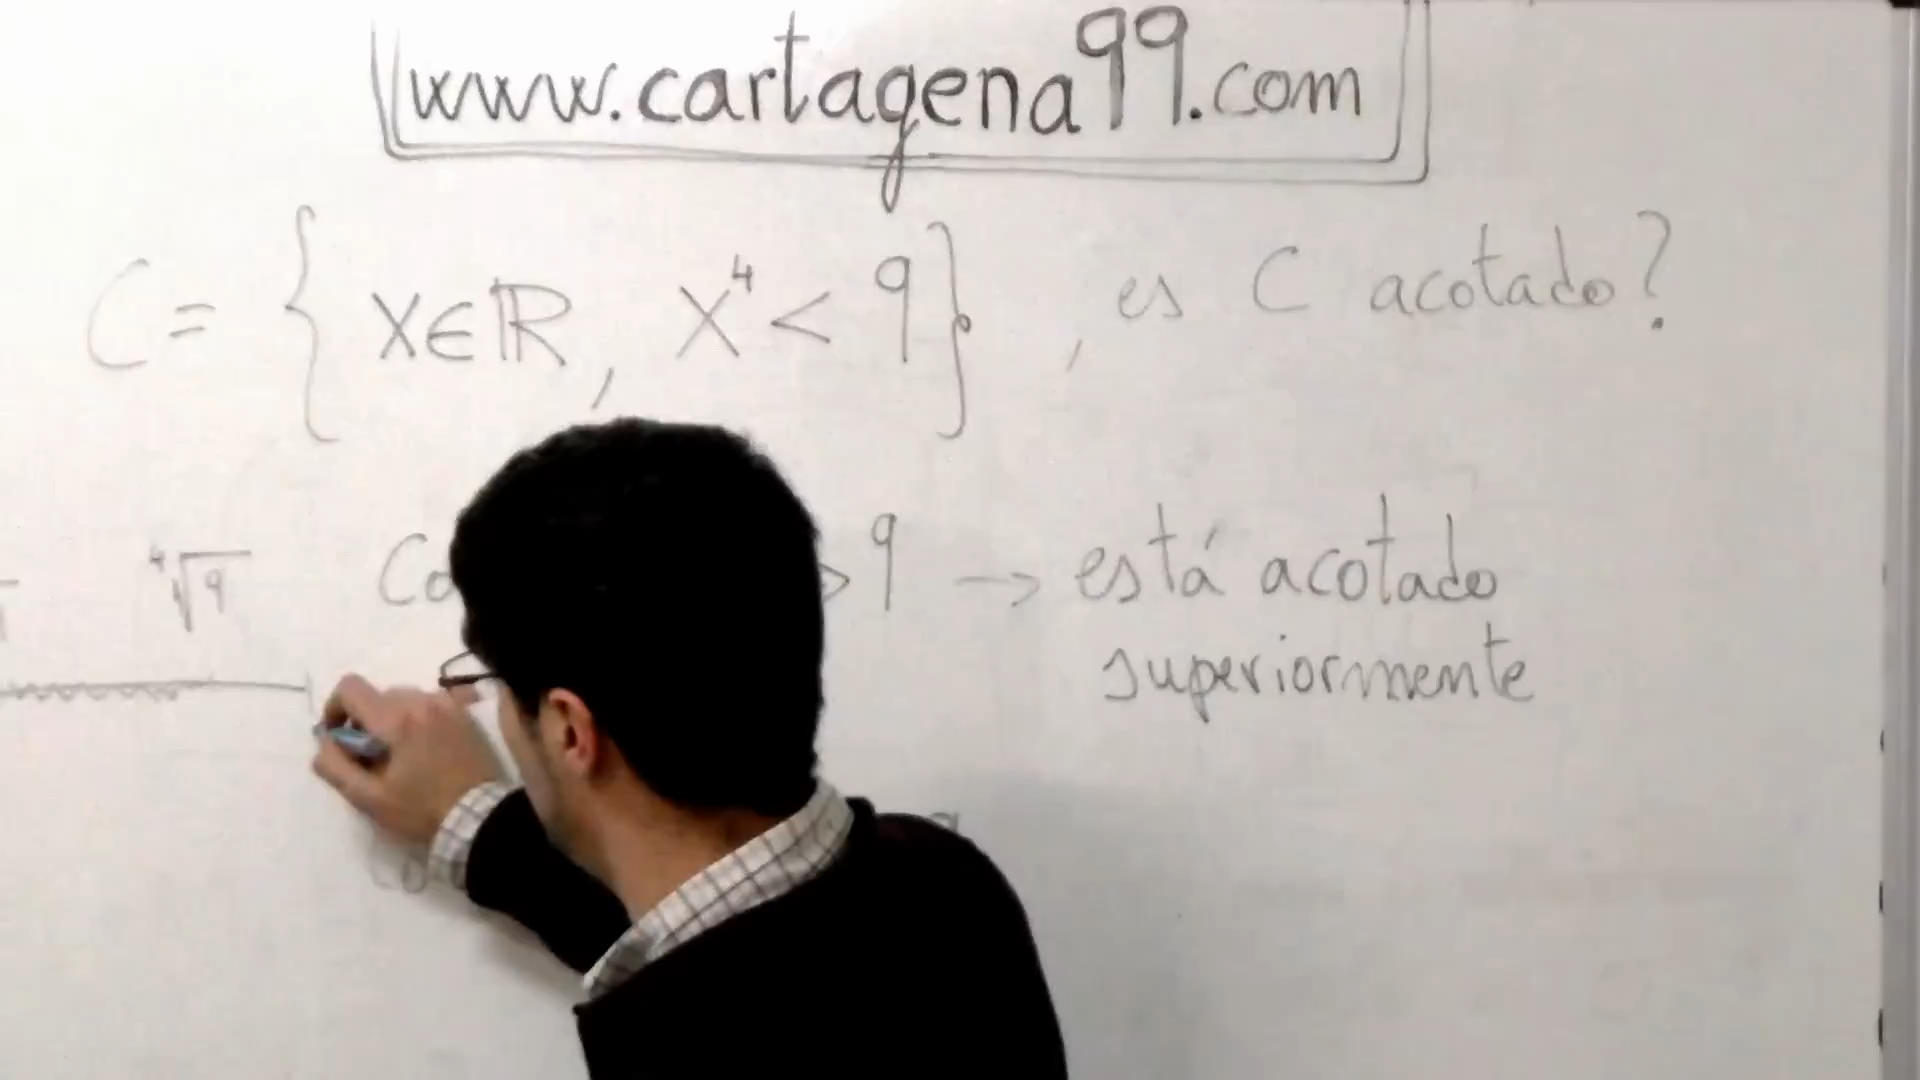 www.cartagena99.com
C = { x∈ℝ, x⁴ < 9 } , es C acotado?
⁴√9 > 9 → está acotado
superiormente